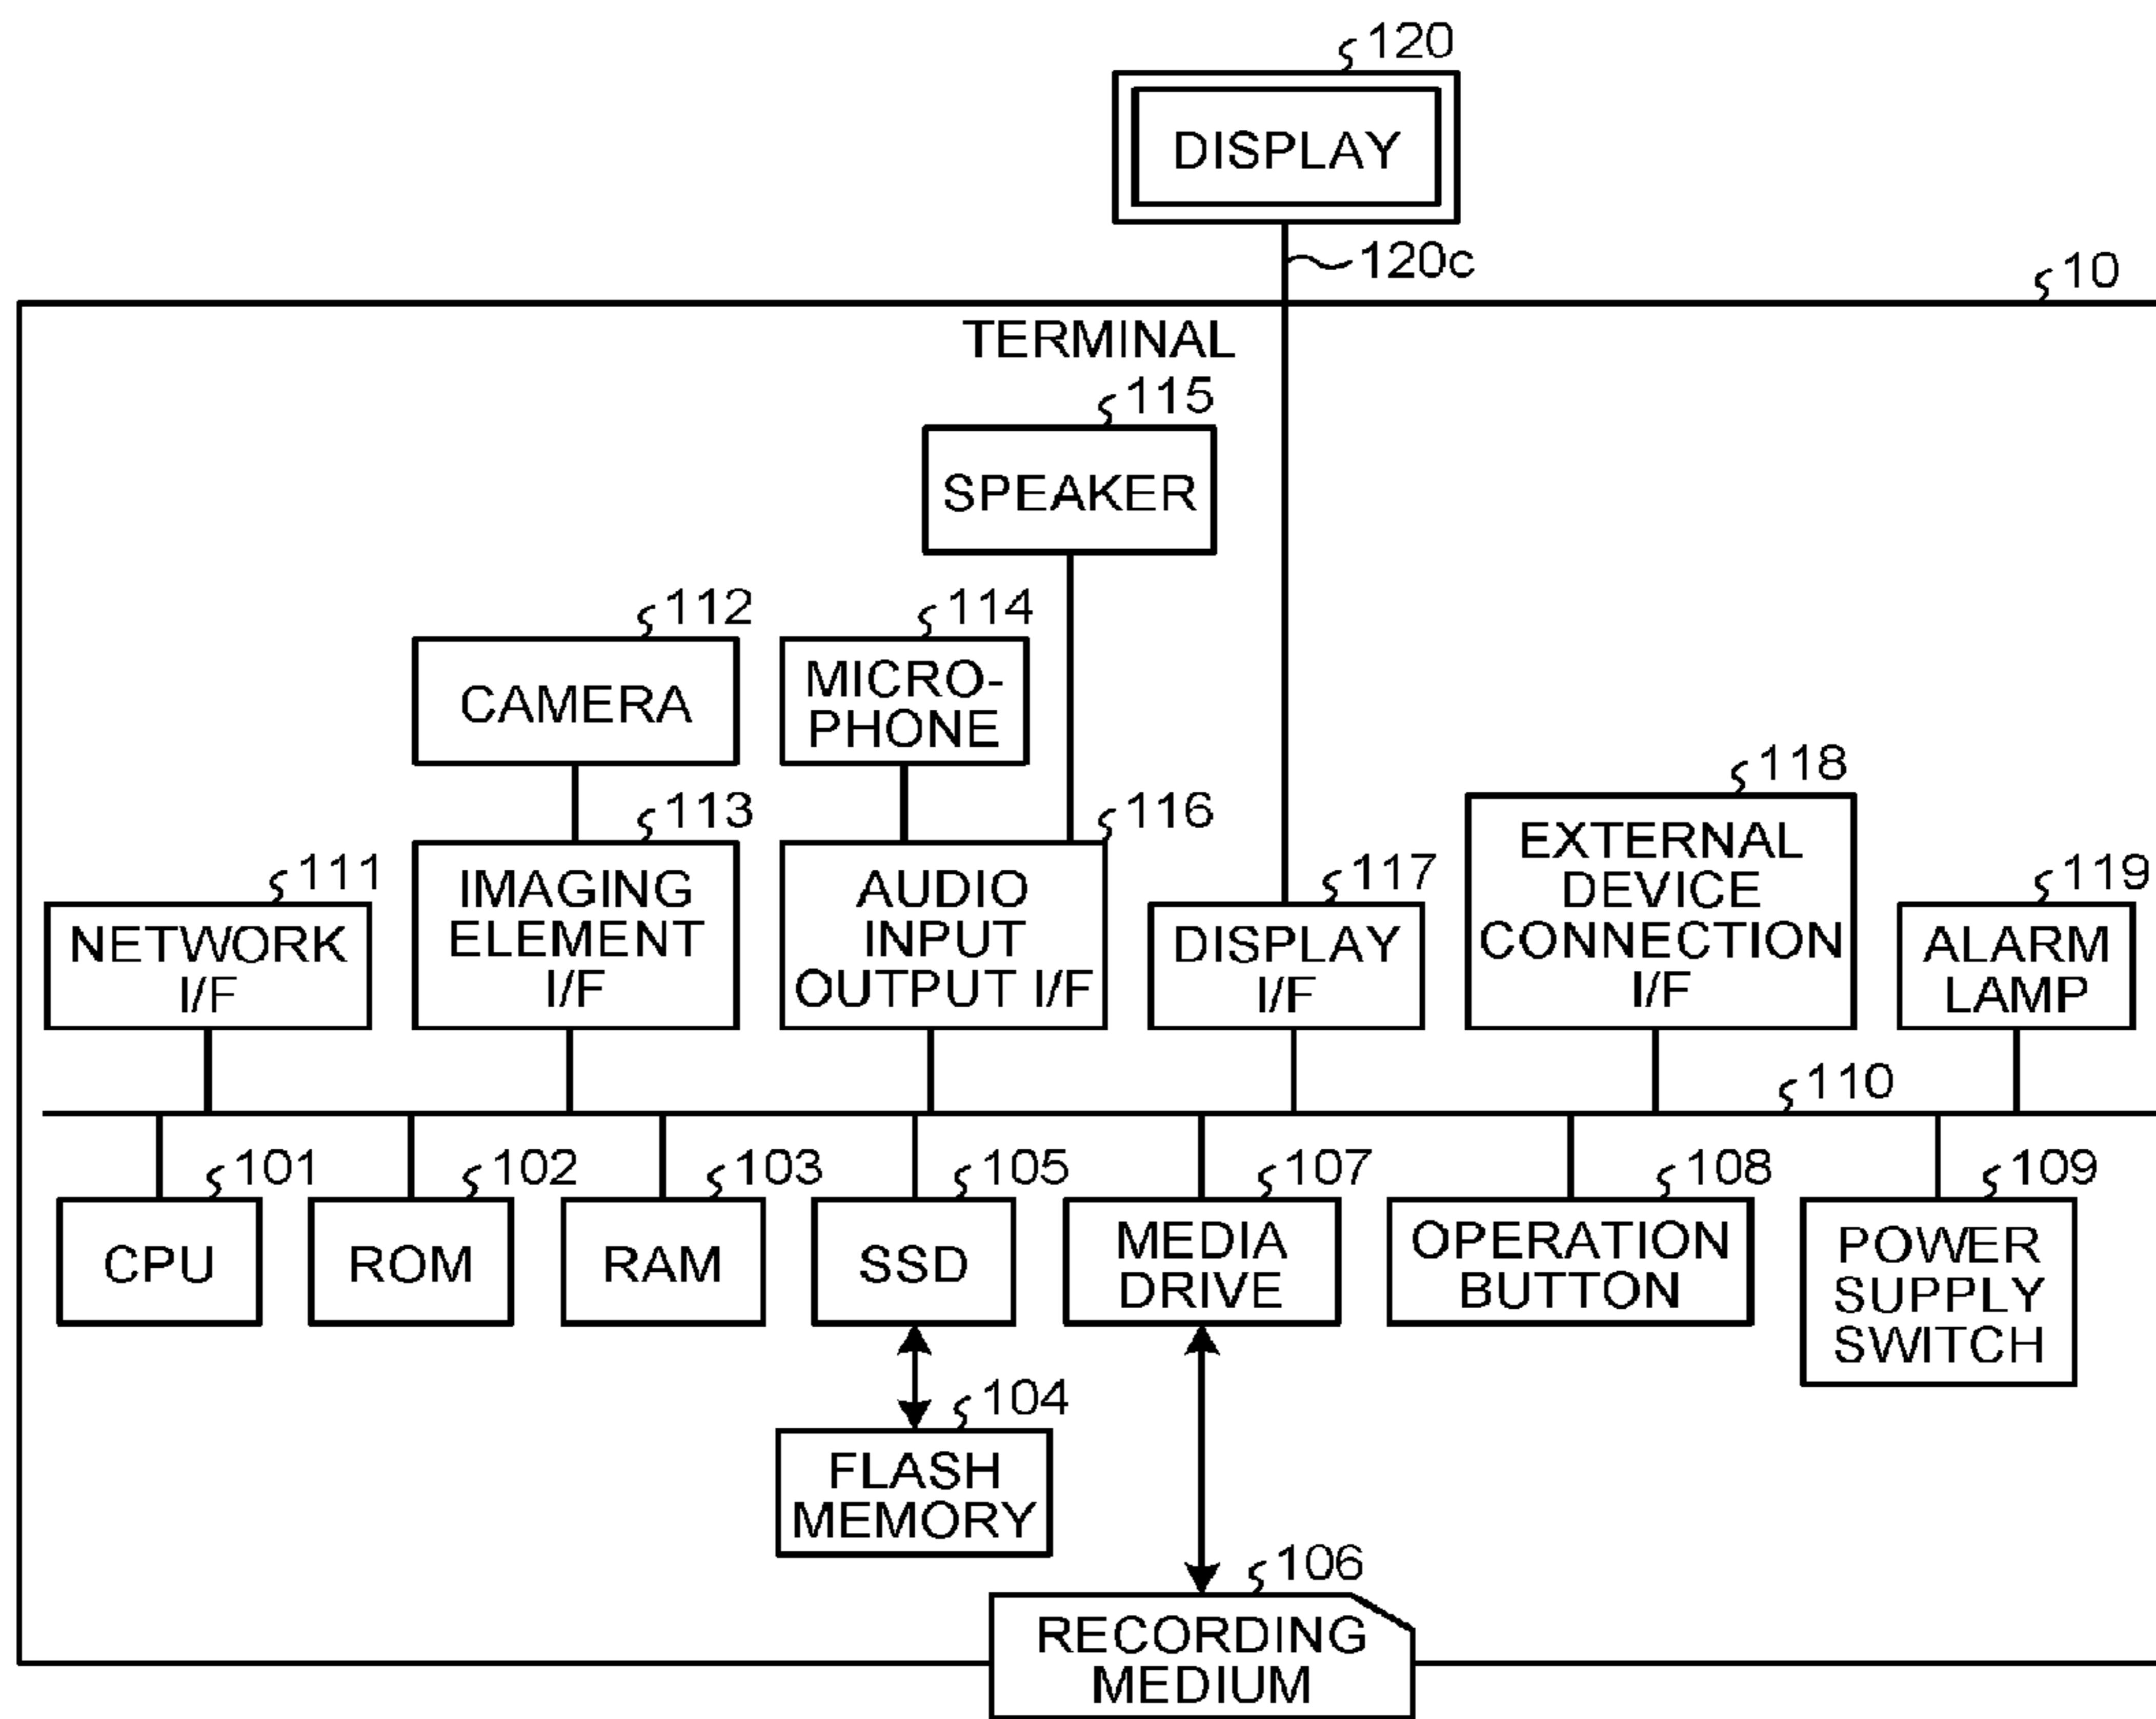 120
DISPLAY
120c
10
TERMINAL
115
SPEAKER
112
CAMERA
114
MICRO-
PHONE
118
EXTERNAL
DEVICE
CONNECTION
I/F
113
IMAGING
ELEMENT
I/F
116
AUDIO
INPUT
OUTPUT I/F
111
NETWORK
I/F
117
DISPLAY
I/F
119
ALARM
LAMP
110
101
CPU
102
ROM
103
RAM
105
SSD
107
MEDIA
DRIVE
108
OPERATION
BUTTON
109
POWER
SUPPLY
SWITCH
104
FLASH
MEMORY
106
RECORDING
MEDIUM